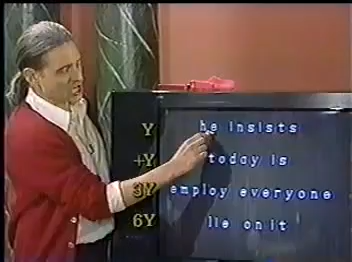 Y he insists
+Y today is
3Y employ everyone
6Y lie on it